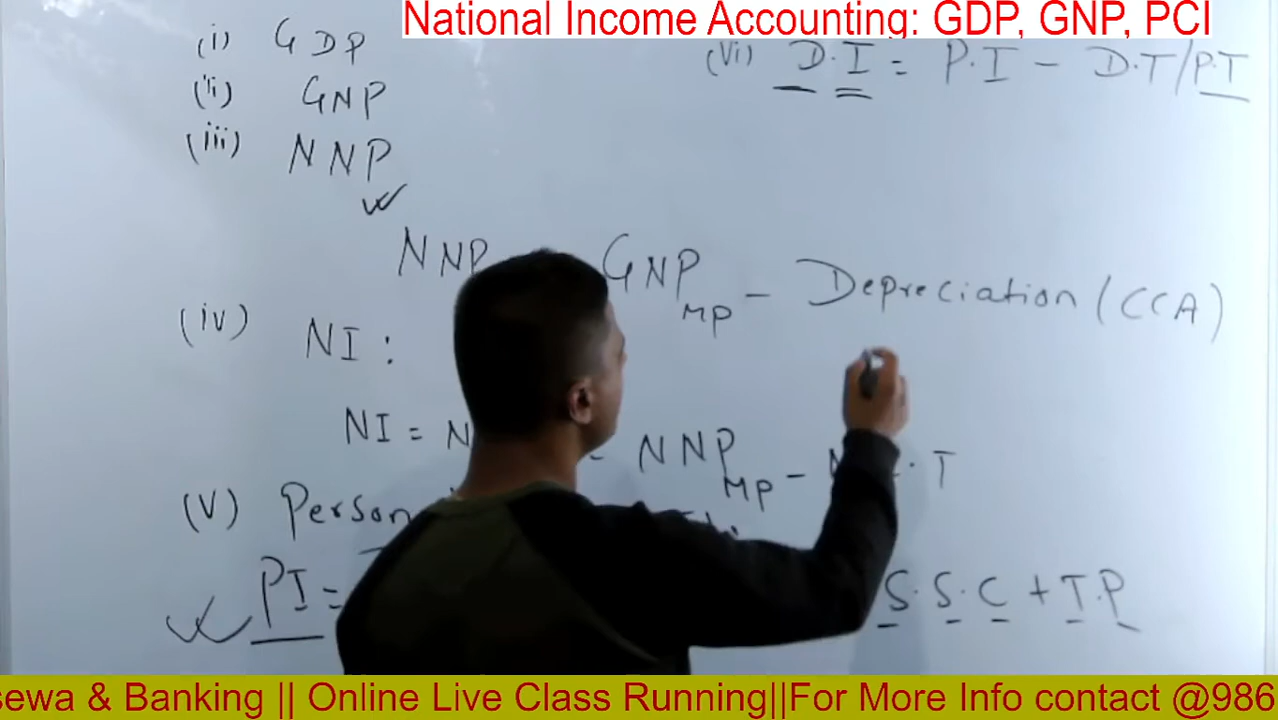 National Income Accounting: GDP, GNP, PCI
(i) GDP
(ii) GNP
(iii) NNP
(vi) D.I = P.I - D.T/P.T
NNP GNP MP - Depreciation (CCA)
(iv) NI:
NI = NNP MP - . T
(v) Person
PI = S.S.C + T.P
sewa & Banking || Online Live Class Running||For More Info contact @986